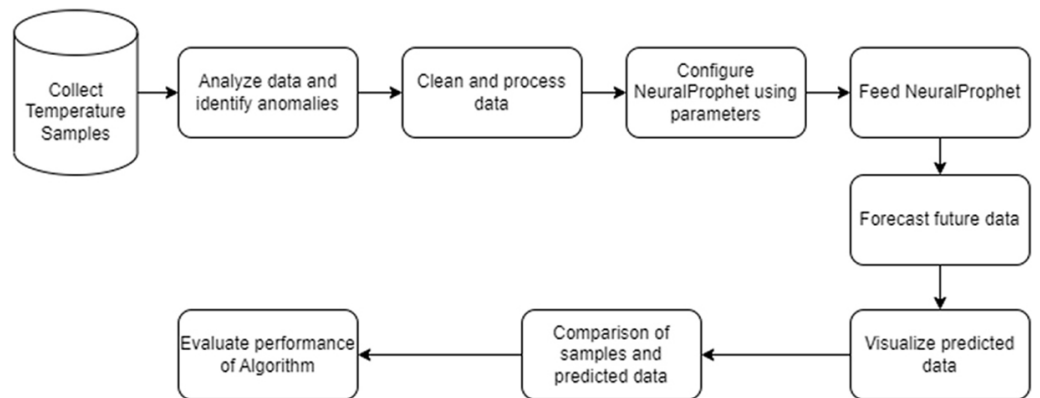 Collect
Temperature
Samples
Analyze data and
identify anomalies
Clean and process
data
Configure
NeuralProphet using
parameters
Feed NeuralProphet
Forecast future data
Visualize predicted
data
Comparison of
samples and
predicted data
Evaluate performance
of Algorithm